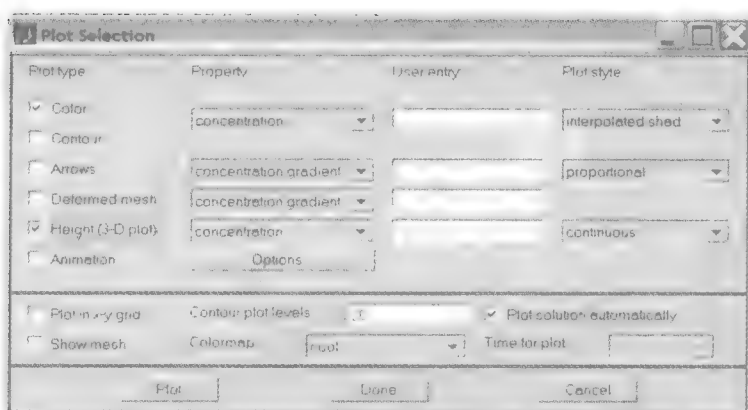 Plot Selection
Plot type Property User entry Plot style
Color concentration interpolated shad
Contour
Arrows concentration gradient proportional
Deformed mesh concentration gradient
Height (3-D plot) concentration continuous
Animation Options
Plot in x-y grid Contour plot levels Plot solution automatically
Show mesh Colormap cool Time for plot
Plot Done Cancel